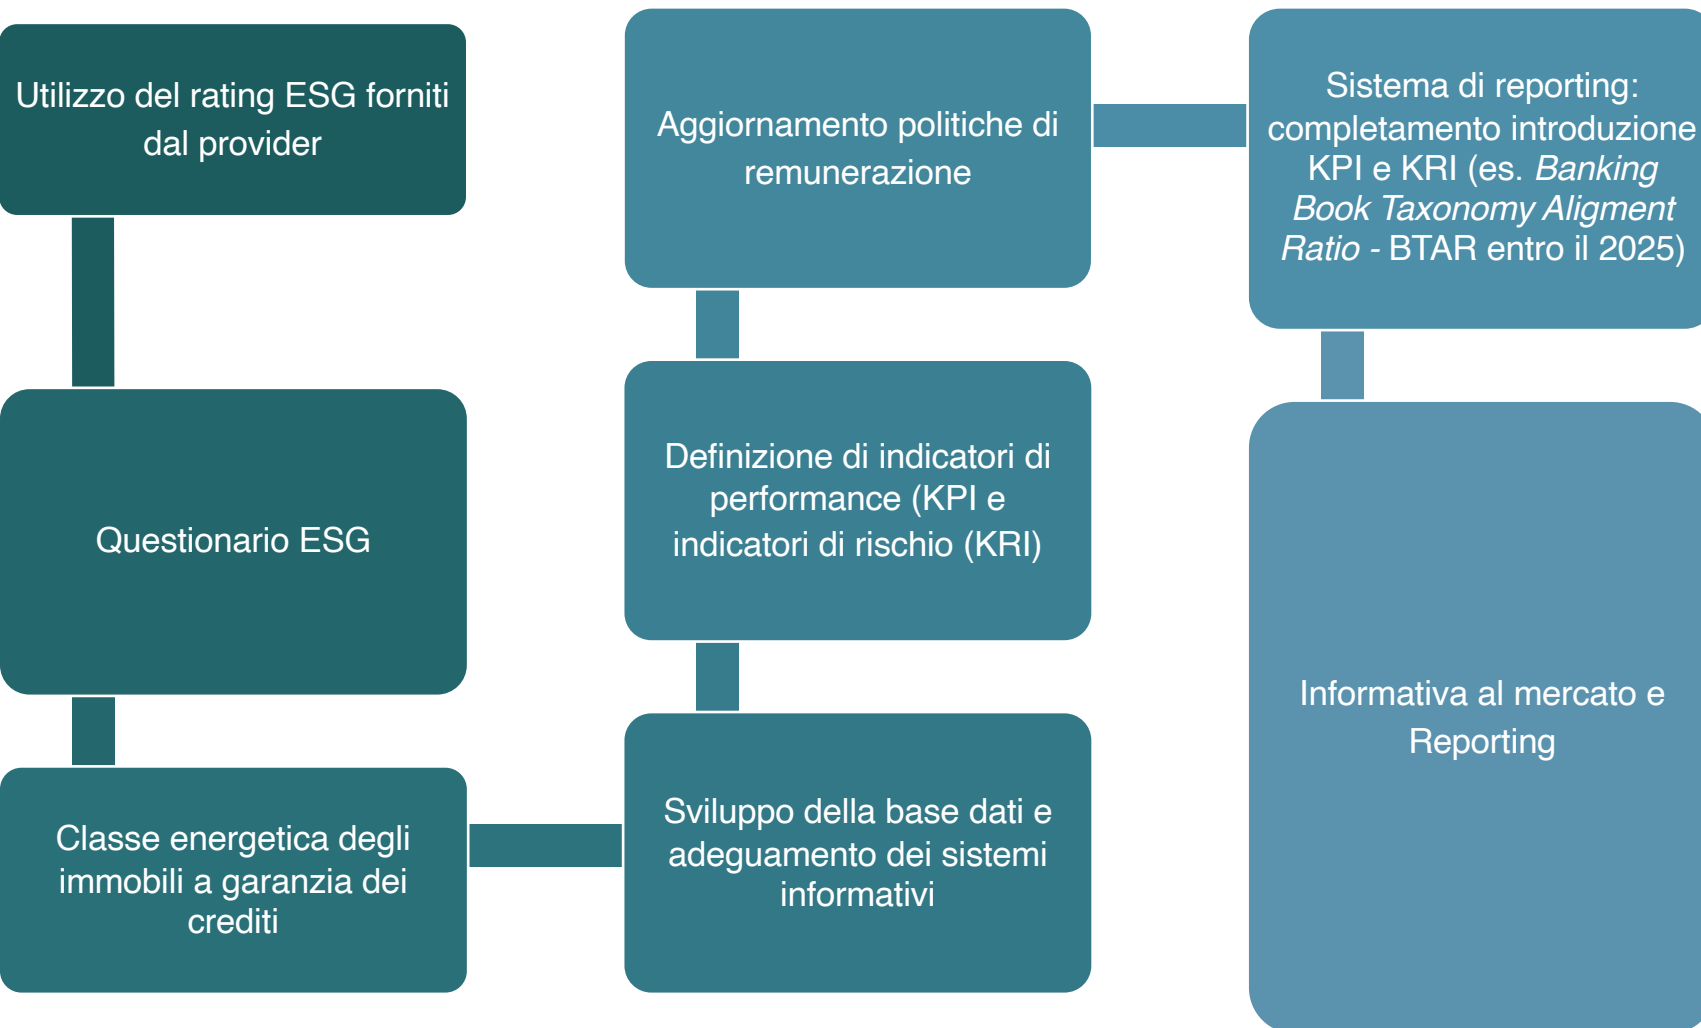 Utilizzo del rating ESG forniti
dal provider
Questionario ESG
Classe energetica degli
immobili a garanzia dei
crediti
Sviluppo della base dati e
adeguamento dei sistemi
informativi
Definizione di indicatori di
performance (KPI e
indicatori di rischio (KRI)
Aggiornamento politiche di
remunerazione
Sistema di reporting:
completamento introduzione
KPI e KRI (es. Banking
Book Taxonomy Aligment
Ratio - BTAR entro il 2025)
Informativa al mercato e
Reporting